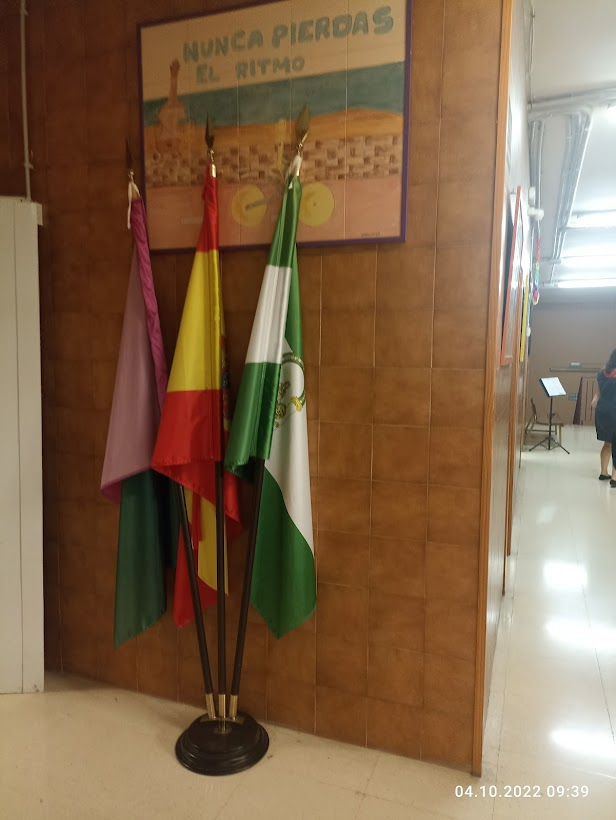 NUNCA PIERDAS
EL RITMO
04.10.2022 09:39